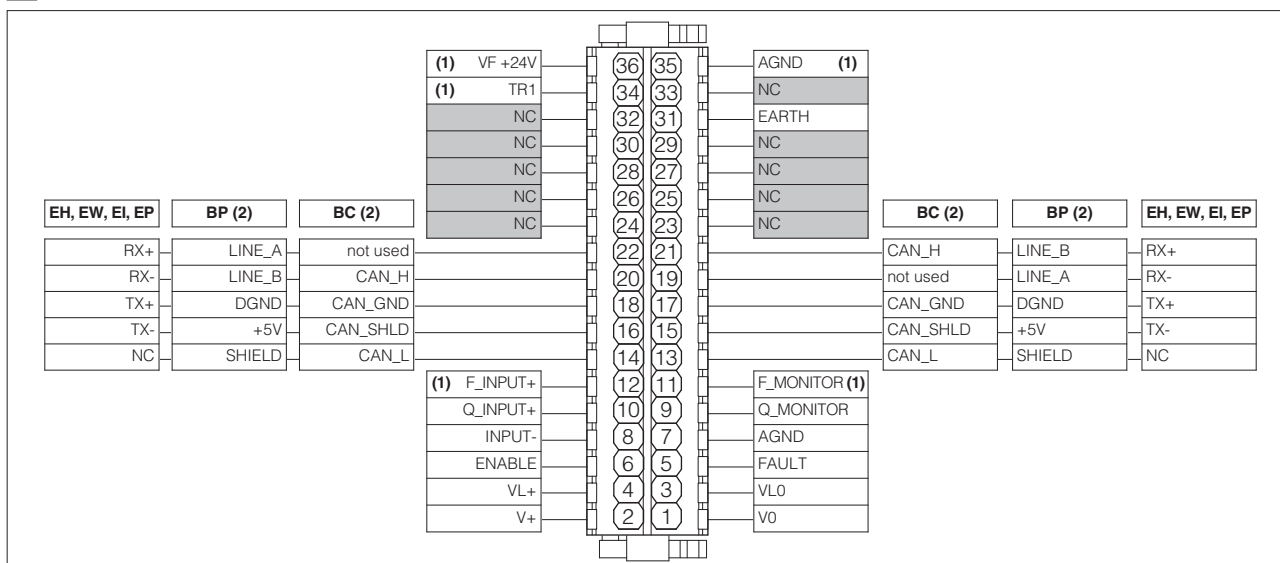 (1) VF +24V 36 35 AGND (1)
(1) TR1 34 33 NC
NC 32 31 EARTH
NC 30 29 NC
NC 28 27 NC
NC 26 25 NC
EH, EW, EI, EP BP (2) BC (2) NC 24 23 NC BC (2) BP (2) EH, EW, EI, EP
RX+ LINE_A not used 22 21 CAN_H LINE_B RX+
RX- LINE_B CAN_H 20 19 not used LINE_A RX-
TX+ DGND CAN_GND 18 17 CAN_GND DGND TX+
TX- +5V CAN_SHLD 16 15 CAN_SHLD +5V TX-
NC SHIELD CAN_L 14 13 CAN_L SHIELD NC
(1) F_INPUT+ 12 11 F_MONITOR (1)
Q_INPUT+ 10 9 Q_MONITOR
INPUT- 8 7 AGND
ENABLE 6 5 FAULT
VL+ 4 3 VL0
V+ 2 1 V0